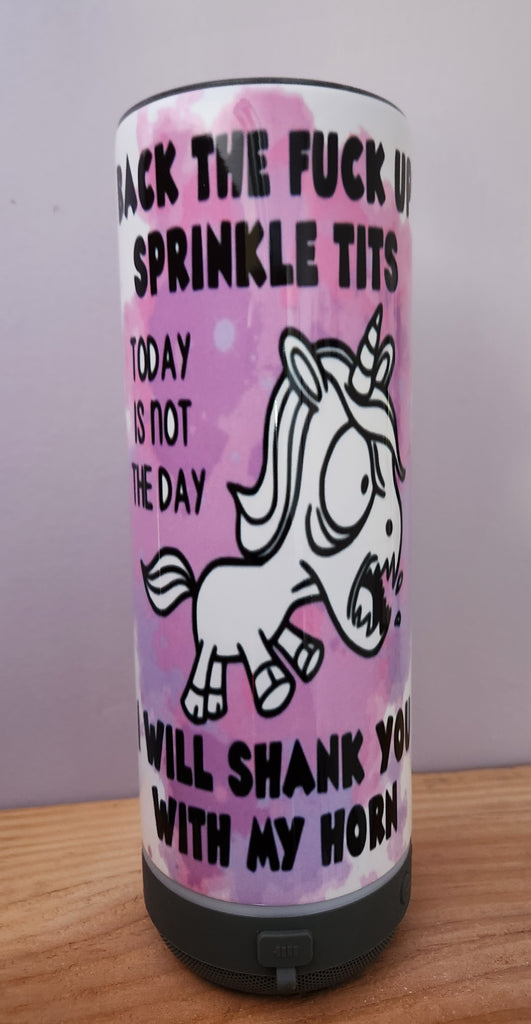 BACK THE FUCK UP
SPRINKLE TITS
TODAY
IS NOT
THE DAY
I WILL SHANK YOU
WITH MY HORN